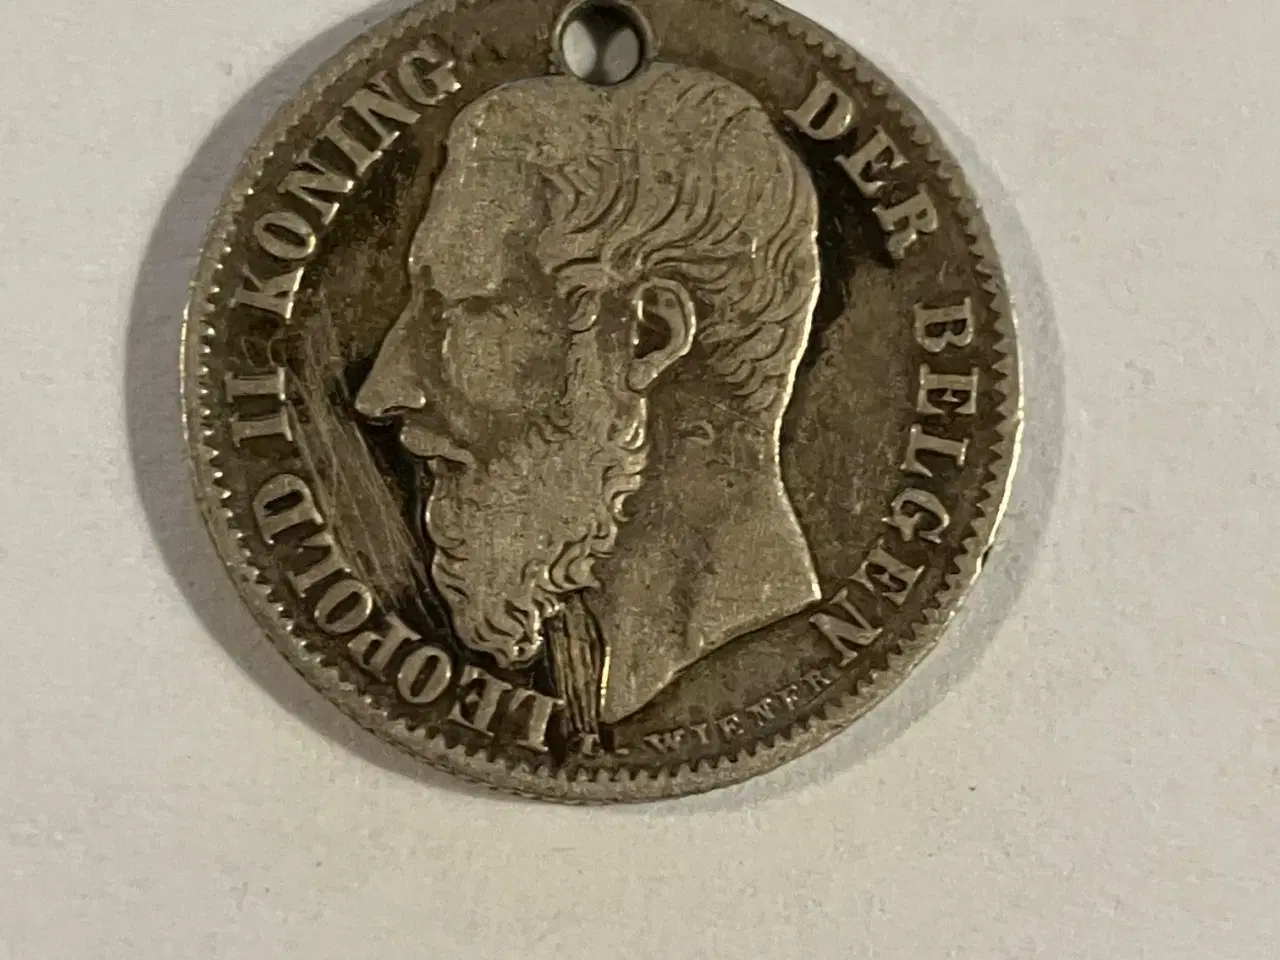 LEOPOLD II KONING DER BELGEN
L. WIENER